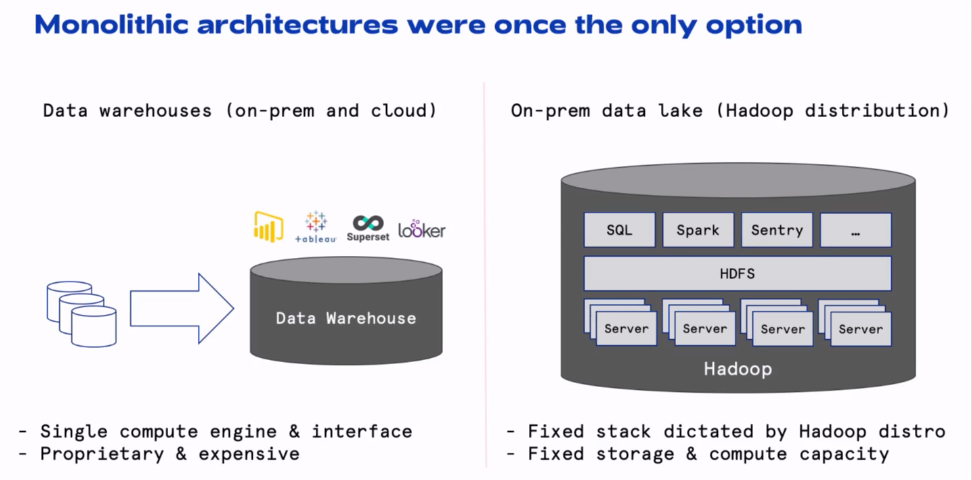 Monolithic architectures were once the only option
Data warehouses (on-prem and cloud)
tableau
Superset
looker
Data Warehouse
- Single compute engine & interface
- Proprietary & expensive
On-prem data lake (Hadoop distribution)
SQL
Spark
Sentry
…
HDFS
Server
Server
Server
Server
Hadoop
- Fixed stack dictated by Hadoop distro
- Fixed storage & compute capacity